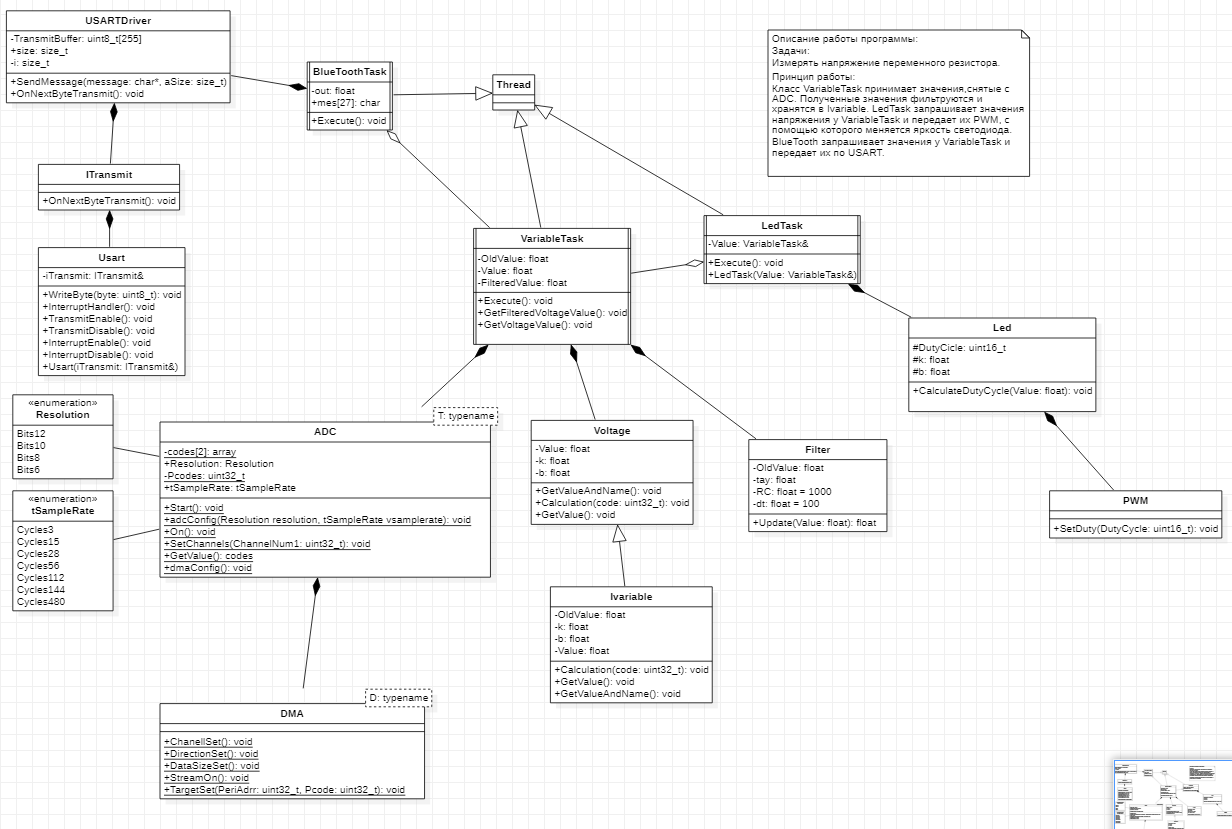 USARTDriver
-TransmitBuffer: uint8_t[255]
+size: size_t
-i: size_t
+SendMessage(message: char*, aSize: size_t)
+OnNextByteTransmit(): void
BlueToothTask
-out: float
+mes[27]: char
+Execute(): void
Thread
Описание работы программы:
Задачи:
Измерять напряжение переменного резистора.
Принцип работы:
Класс VariableTask принимает значения,снятые с
ADC. Полученные значения фильтруются и
хранятся в Ivariable. LedTask запрашивает значения
напряжения у VariableTask и передает их PWM, с
помощью которого меняется яркость светодиода.
BlueTooth запрашивает значения у VariableTask и
передает их по USART.
ITransmit
+OnNextByteTransmit(): void
Usart
-iTransmit: ITransmit&
+WriteByte(byte: uint8_t): void
+InterruptHandler(): void
+TransmitEnable(): void
+TransmitDisable(): void
+InterruptEnable(): void
+InterruptDisable(): void
+Usart(iTransmit: ITransmit&)
VariableTask
-OldValue: float
-Value: float
-FilteredValue: float
+Execute(): void
+GetFilteredVoltageValue(): void
+GetVoltageValue(): void
LedTask
-Value: VariableTask&
+Execute(): void
+LedTask(Value: VariableTask&)
Led
#DutyCicle: uint16_t
#k: float
#b: float
+CalculateDutyCycle(Value: float): void
«enumeration»
Resolution
Bits12
Bits10
Bits8
Bits6
«enumeration»
tSampleRate
Cycles3
Cycles15
Cycles28
Cycles56
Cycles112
Cycles144
Cycles480
T: typename
ADC
-codes[2]: array
+Resolution: Resolution
-Pcodes: uint32_t
+tSampleRate: tSampleRate
+Start(): void
+adcConfig(Resolution resolution, tSampleRate vsamplerate): void
+On(): void
+SetChannels(ChannelNum1: uint32_t): void
+GetValue(): codes
+dmaConfig(): void
Voltage
-Value: float
-k: float
-b: float
+GetValueAndName(): void
+Calculation(code: uint32_t): void
+GetValue(): void
Filter
-OldValue: float
-tay: float
-RC: float = 1000
-dt: float = 100
+Update(Value: float): float
PWM
+SetDuty(DutyCycle: uint16_t): void
Ivariable
-OldValue: float
-k: float
-b: float
-Value: float
+Calculation(code: uint32_t): void
+GetValue(): void
+GetValueAndName(): void
D: typename
DMA
+ChanellSet(): void
+DirectionSet(): void
+DataSizeSet(): void
+StreamOn(): void
+TargetSet(PeriAdrr: uint32_t, Pcode: uint32_t): void